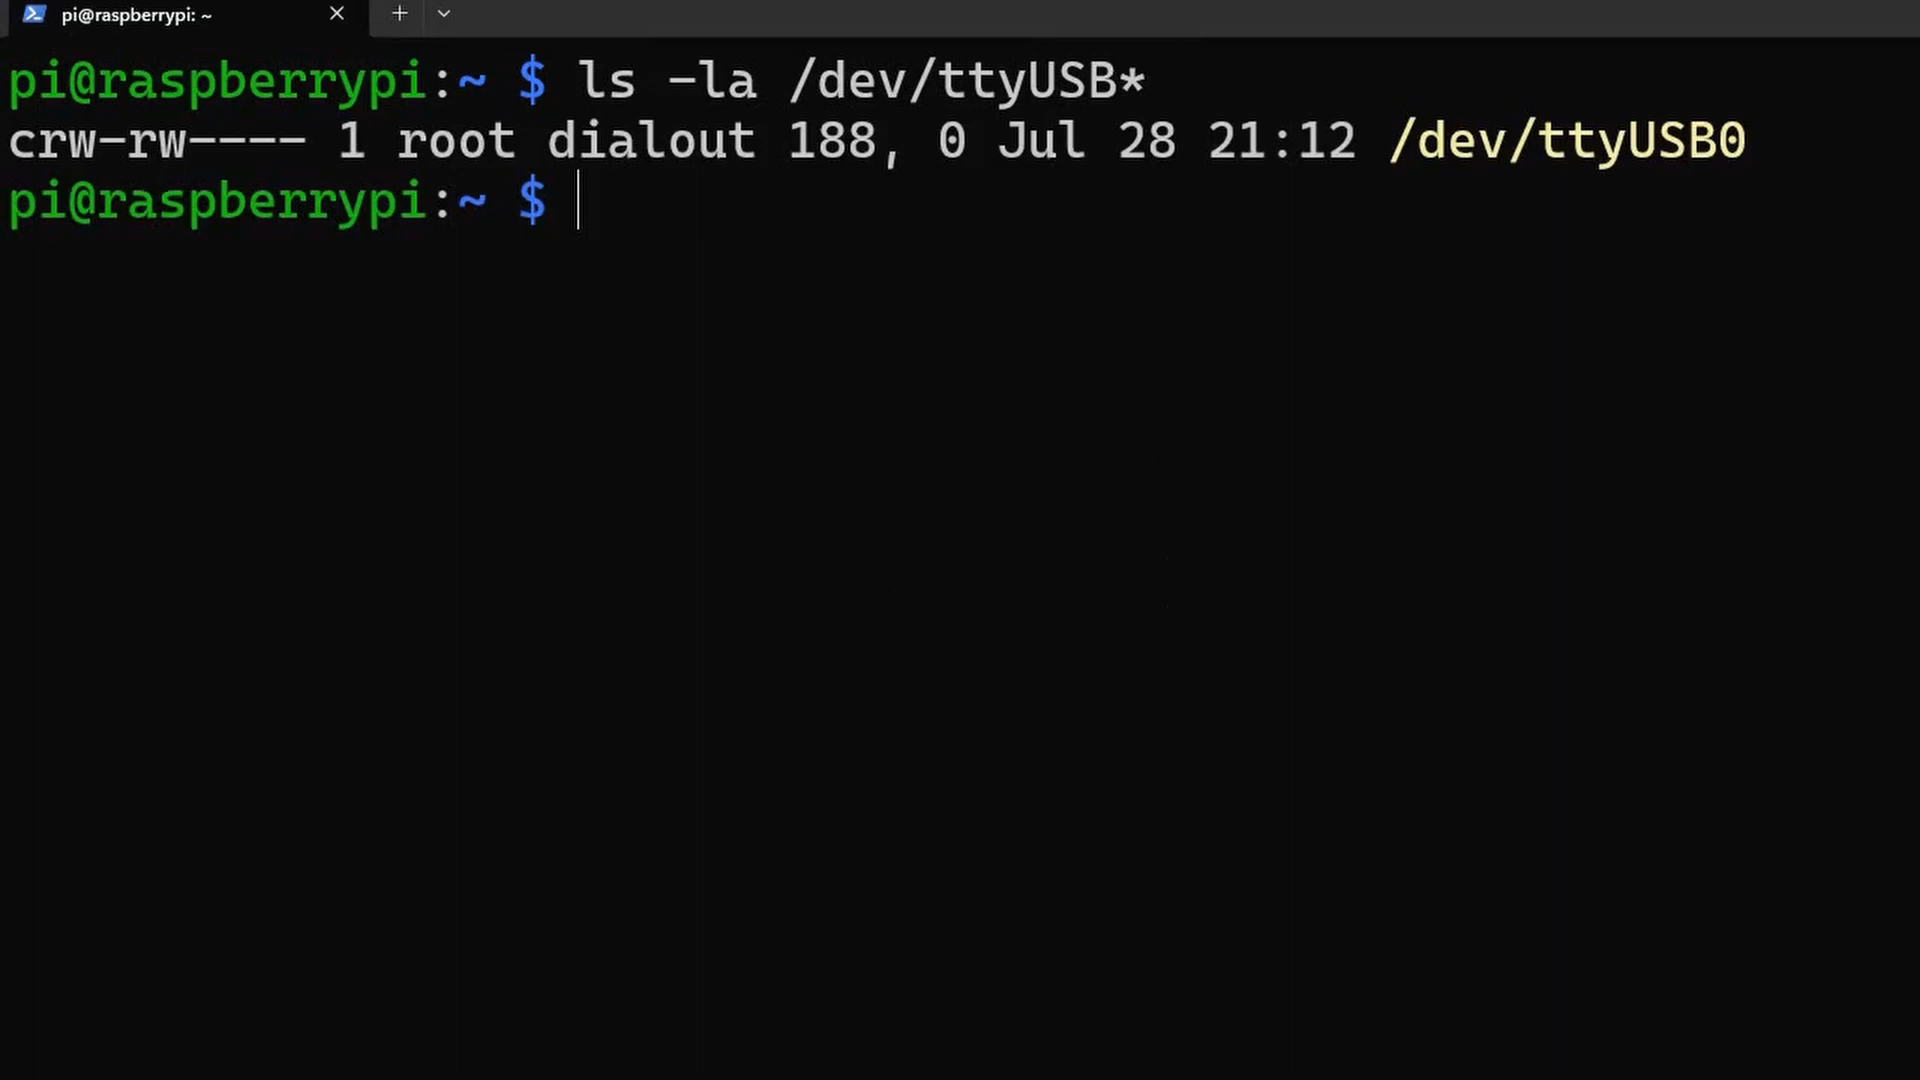 pi@raspberrypi: ~
pi@raspberrypi:~ $ ls -la /dev/ttyUSB*
crw-rw---- 1 root dialout 188, 0 Jul 28 21:12 /dev/ttyUSB0
pi@raspberrypi:~ $